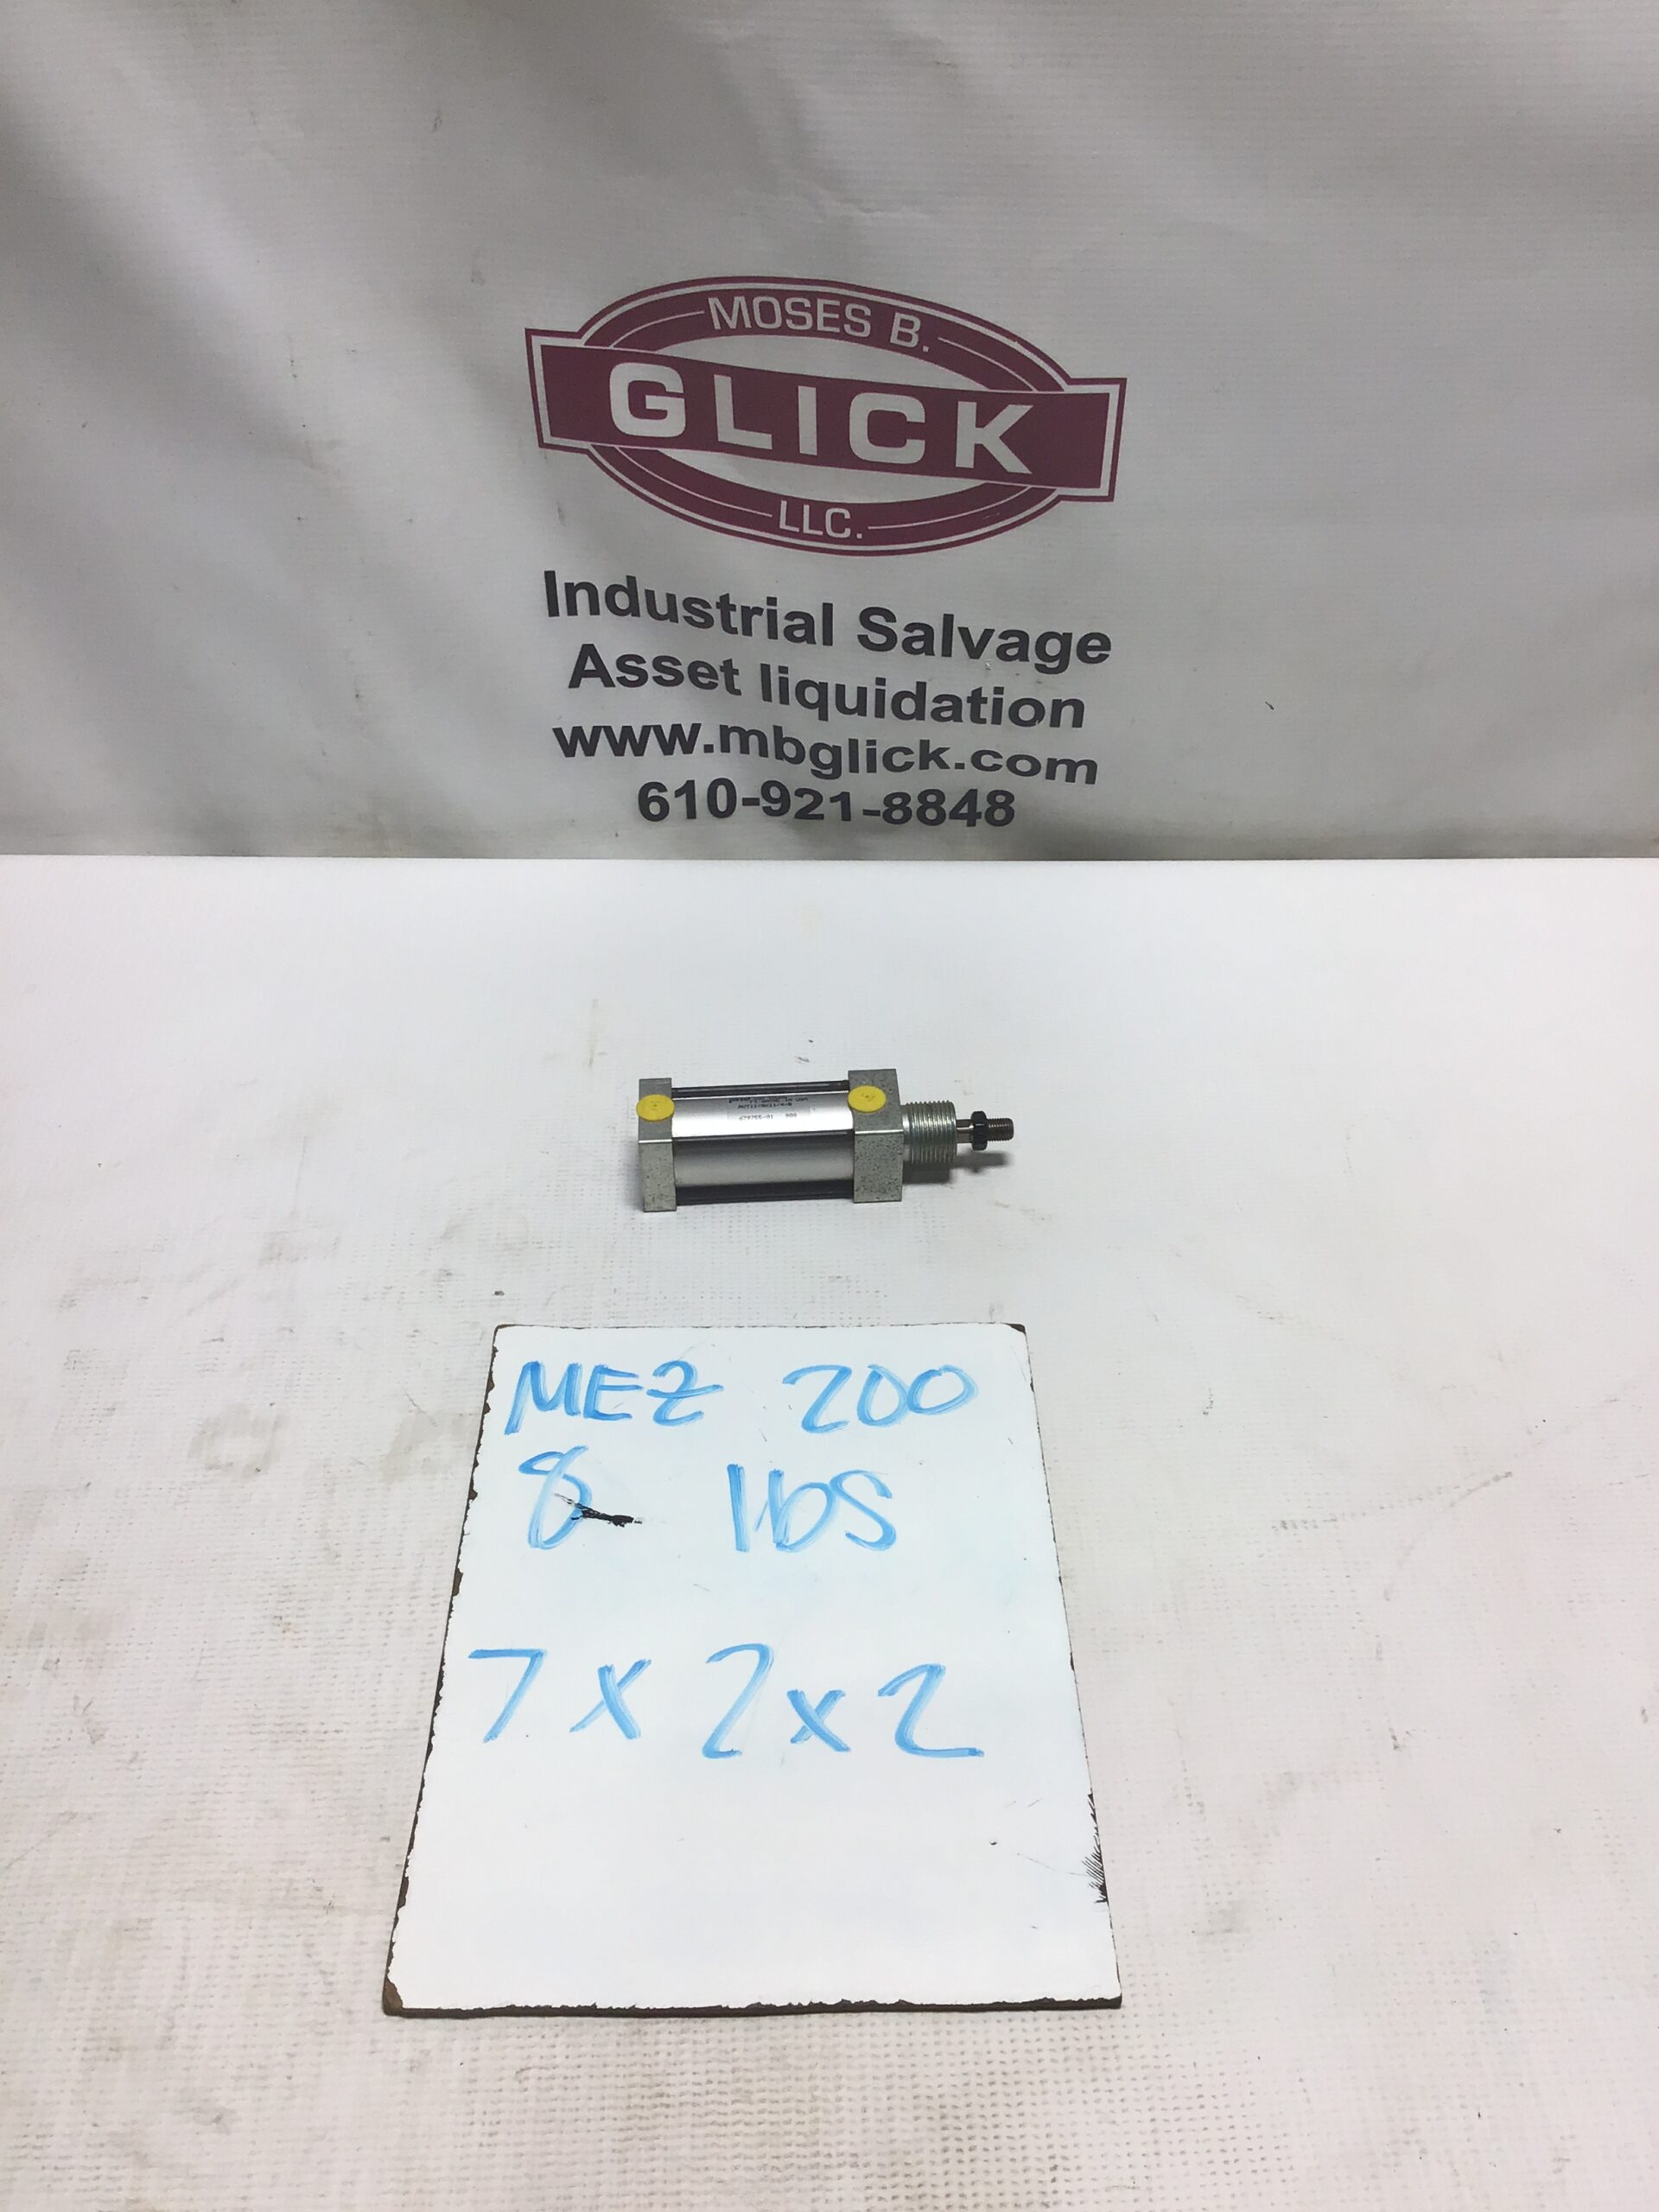 MOSES B.
GLICK
LLC.
Industrial Salvage
Asset liquidation
www.mbglick.com
610-921-8848
MEZ 200
8 lbs
7 x 2 x 2